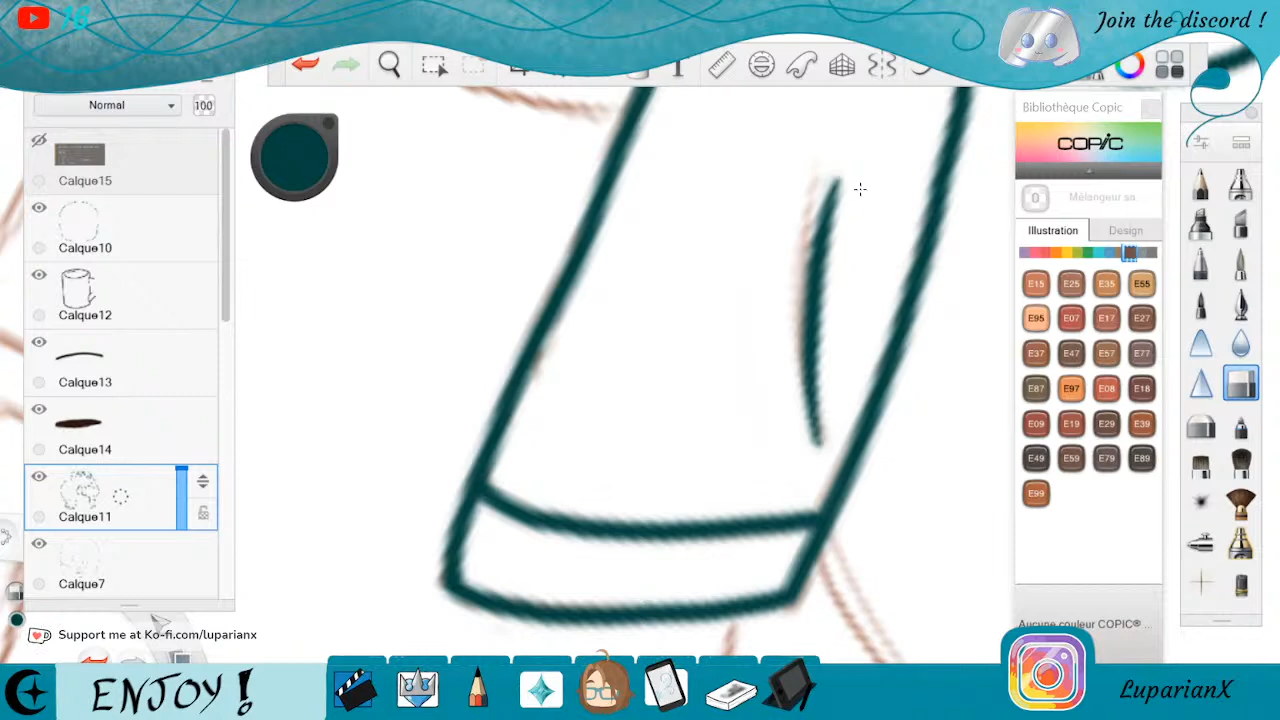 Join the discord !
Normal
100
Calque15
Calque10
Calque12
Calque13
Calque14
Calque11
Calque7
T
Bibliothèque Copic
COPIC
0
Mélangeur sa
Illustration
Design
E15 E25 E35 E55
E95 E07 E17 E27
E37 E47 E57 E77
E87 E97 E08 E18
E09 E19 E29 E39
E49 E59 E79 E89
E99
Aucune couleur COPIC® ...
Support me at Ko-fi.com/luparianx
ENJOY !
LuparianX